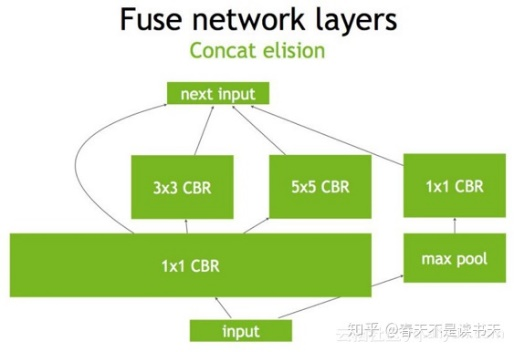 Fuse network layers
Concat elision
next input
3x3 CBR
5x5 CBR
1x1 CBR
1x1 CBR
max pool
input
知乎 @春天不是读书天